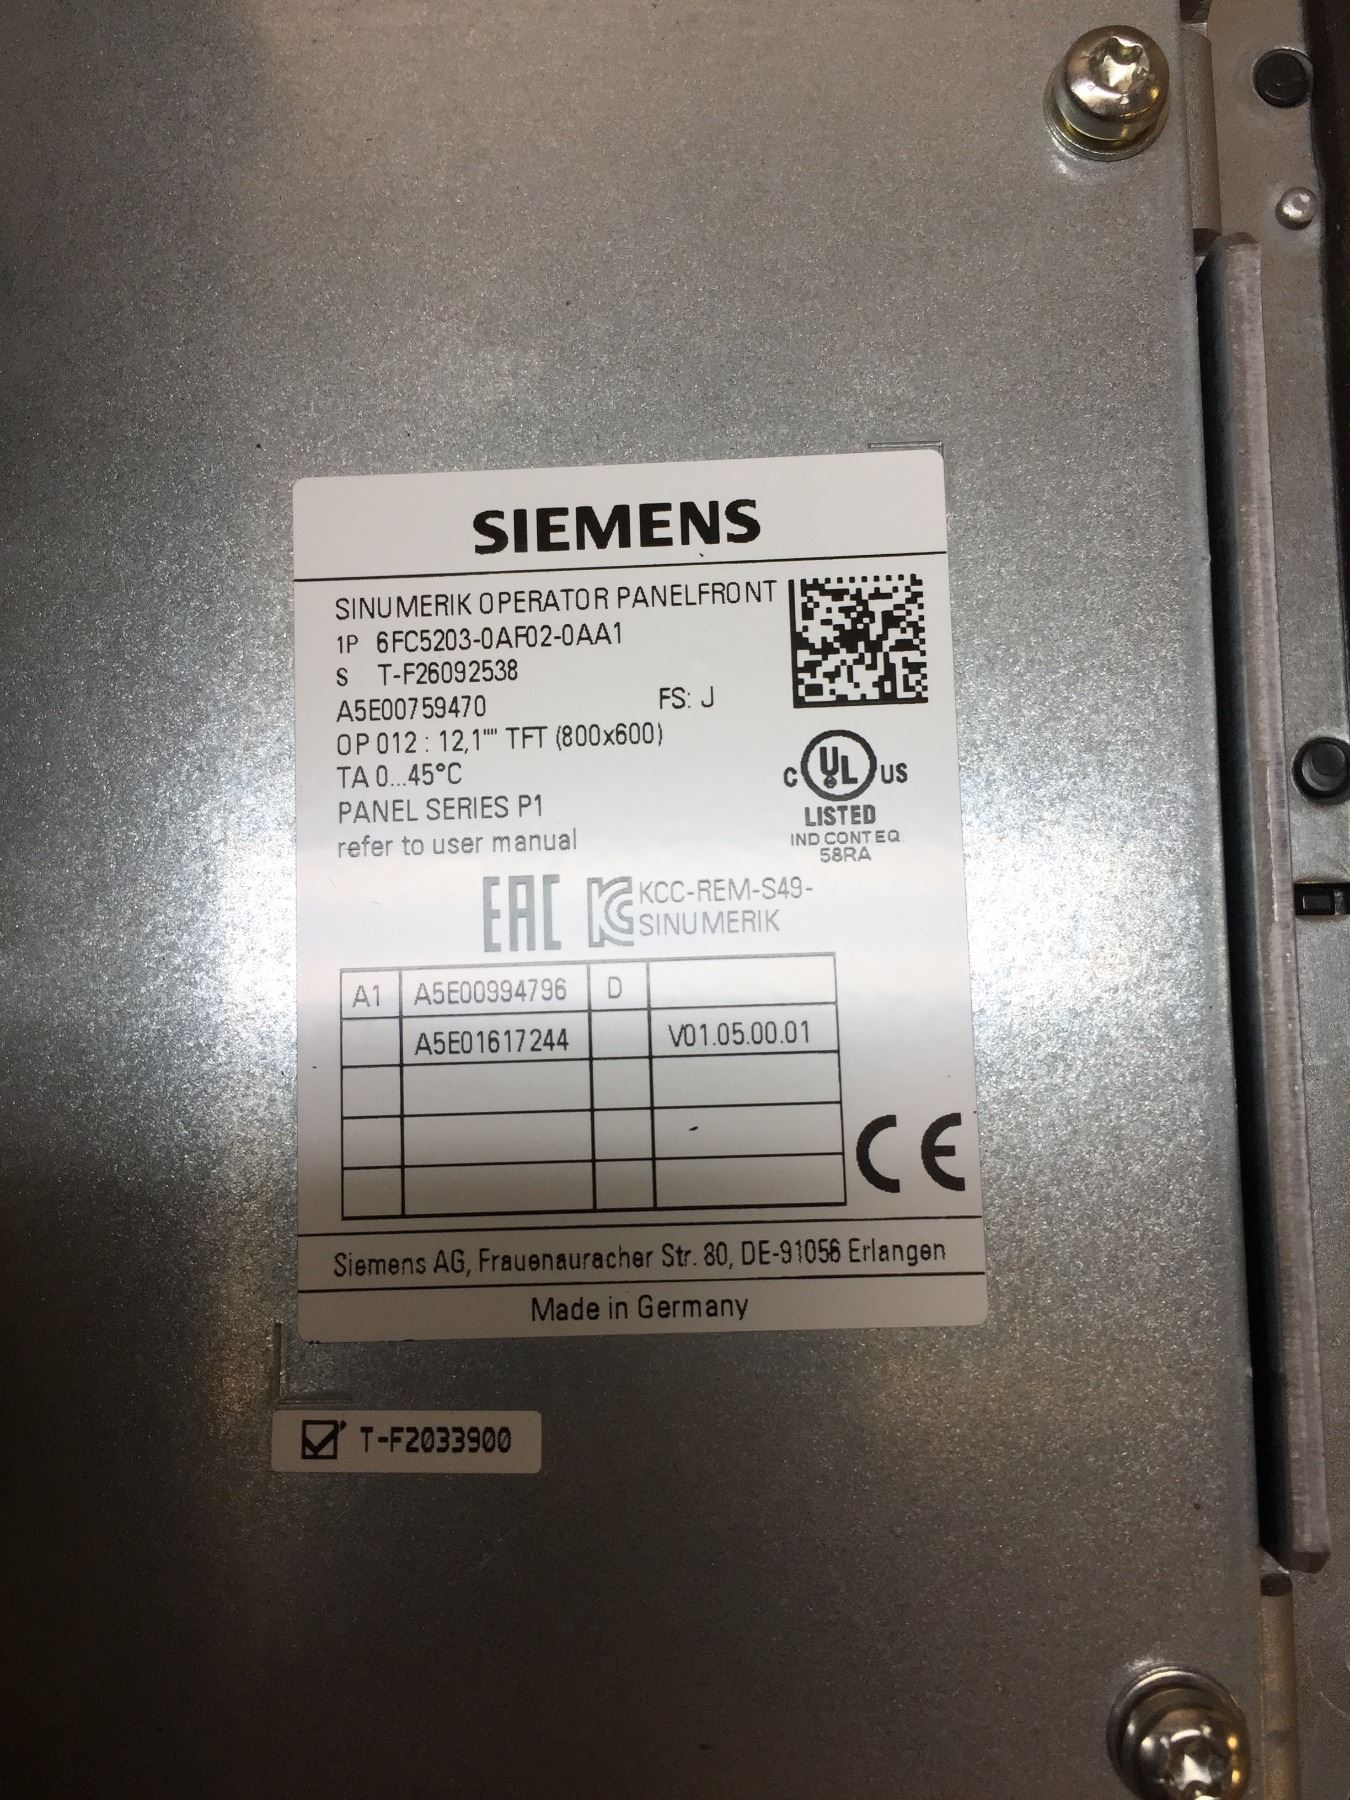 SIEMENS
SINUMERIK OPERATOR PANELFRONT
1P 6FC5203-0AF02-0AA1
S T-F26092538
A5E00759470 FS: J
OP 012 : 12,1"" TFT (800x600)
TA 0...45°C
PANEL SERIES P1
refer to user manual
C UL US
LISTED
IND CONT EQ.
58RA
EAC KC KCC-REM-S49-
SINUMERIK
A1 A5E00994796 D
A5E01617244 V01.05.00.01
CE
Siemens AG, Frauenauracher Str. 80, DE-91056 Erlangen
Made in Germany
T-F2033900